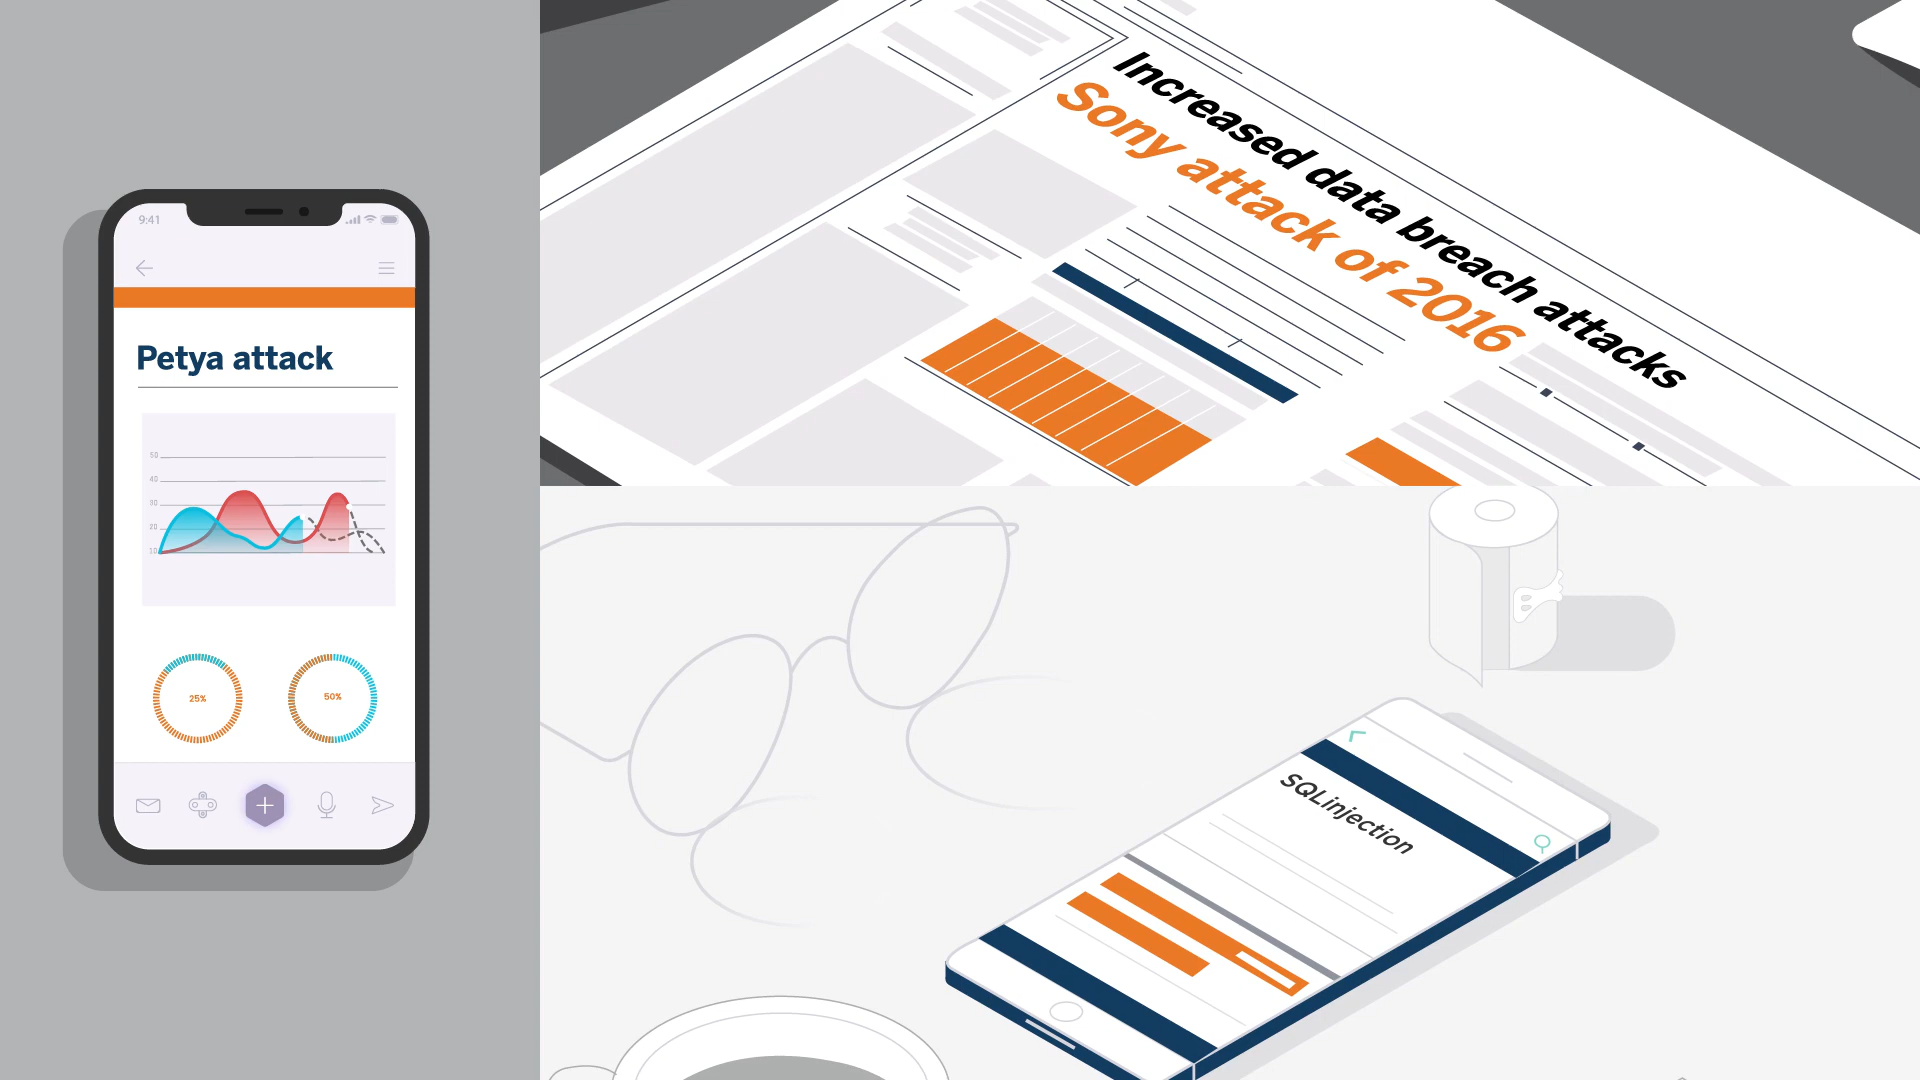 9:41
Petya attack
50
40
30
20
10
25%
50%
Increased data breach attacks
Sony attack of 2016
SQLinjection